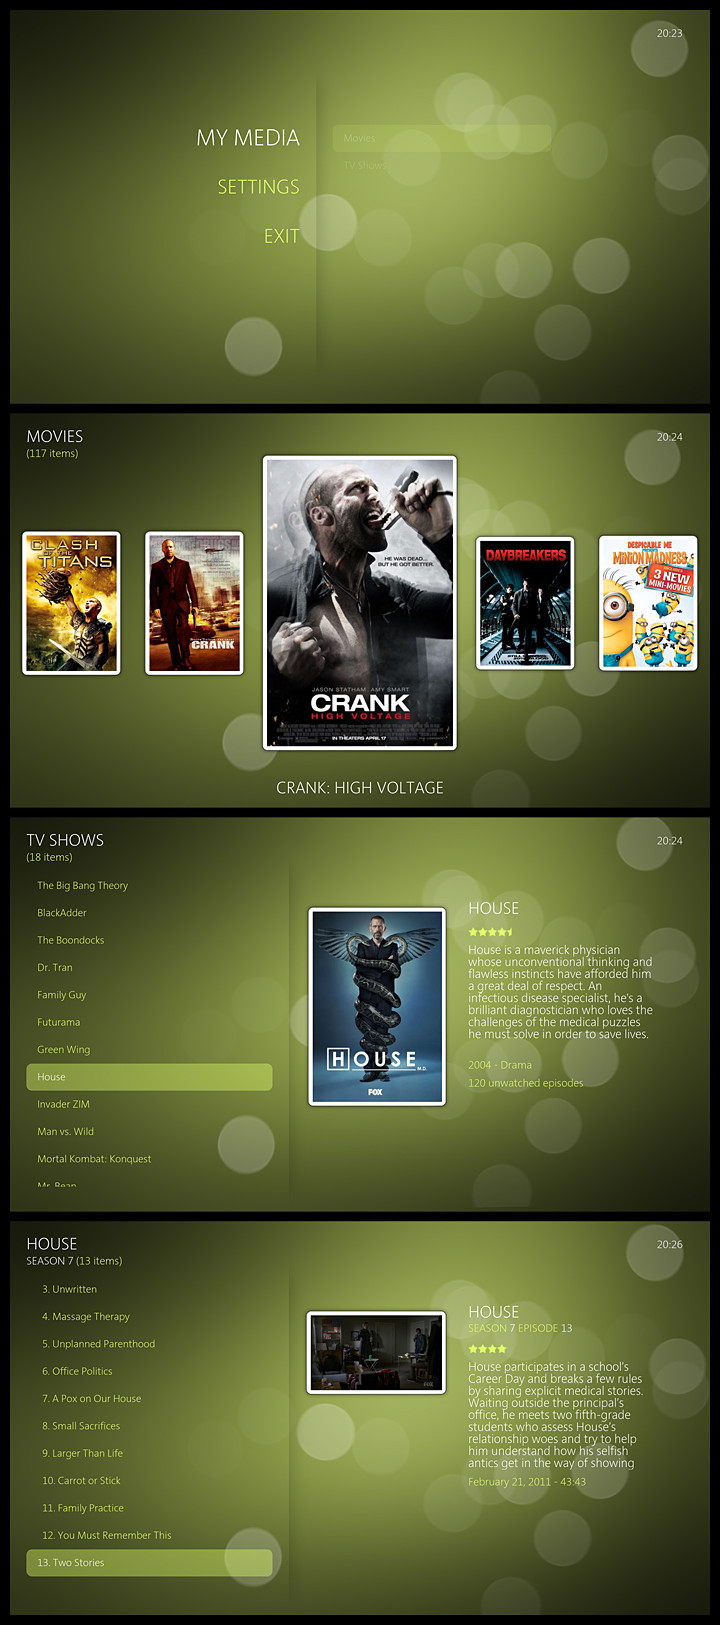 20:23
MY MEDIA
Movies
TV Shows
SETTINGS
EXIT
MOVIES
20:24
(117 items)
CLASH
OF THE
TITANS
CRANK
HE WAS DEAD...
BUT HE GOT BETTER.
JASON STATHAM AMY SMART
CRANK
HIGH VOLTAGE
IN THEATERS APRIL 17
DAYBREAKERS
DESPICABLE ME
MINION MADNESS
3 NEW
MINI-MOVIES
CRANK: HIGH VOLTAGE
TV SHOWS
20:24
(18 items)
The Big Bang Theory
BlackAdder
The Boondocks
Dr. Tran
Family Guy
Futurama
Green Wing
House
Invader ZIM
Man vs. Wild
Mortal Kombat: Konquest
Mr. Bean
HOUSE
M.D.
FOX
HOUSE
House is a maverick physician
whose unconventional thinking and
flawless instincts have afforded him
a great deal of respect. An
infectious disease specialist, he's a
brilliant diagnostician who loves the
challenges of the medical puzzles
he must solve in order to save lives.
2004 - Drama
120 unwatched episodes
HOUSE
20:26
SEASON 7 (13 items)
3. Unwritten
4. Massage Therapy
5. Unplanned Parenthood
6. Office Politics
7. A Pox on Our House
8. Small Sacrifices
9. Larger Than Life
10. Carrot or Stick
11. Family Practice
12. You Must Remember This
13. Two Stories
HOUSE
SEASON 7 EPISODE 13
House participates in a school's
Career Day and breaks a few rules
by sharing explicit medical stories.
Waiting outside the principal's
office, he meets two fifth-grade
students who assess House's
relationship woes and try to help
him understand how his selfish
antics get in the way of showing
February 21, 2011 - 43:43